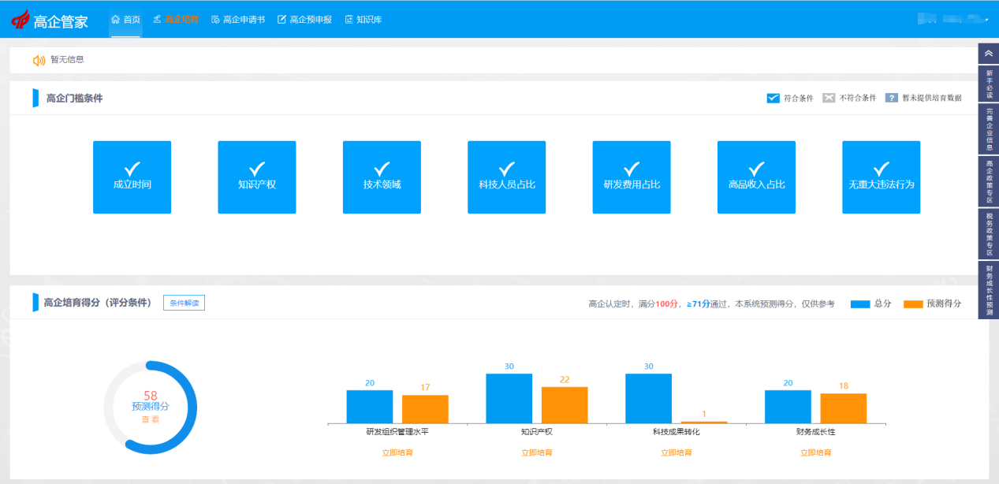 高企管家 首页 高企培育 高企申请书 高企预申报 知识库
暂无信息
高企门槛条件 符合条件 不符合条件 ? 暂未提供培育数据
成立时间 知识产权 技术领域 科技人员占比 研发费用占比 高品收入占比 无重大违法行为
高企培育得分（评分条件） 条件解读 高企认定时，满分100分，≥71分通过，本系统预测得分，仅供参考 总分 预测得分
58
预测得分
查看
20 17 30 22 30 1 20 18
研发组织管理水平 知识产权 科技成果转化 财务成长性
立即培育 立即培育 立即培育 立即培育
新手必读
完善企业信息
高企政策专区
税务政策专区
财务成长性预测